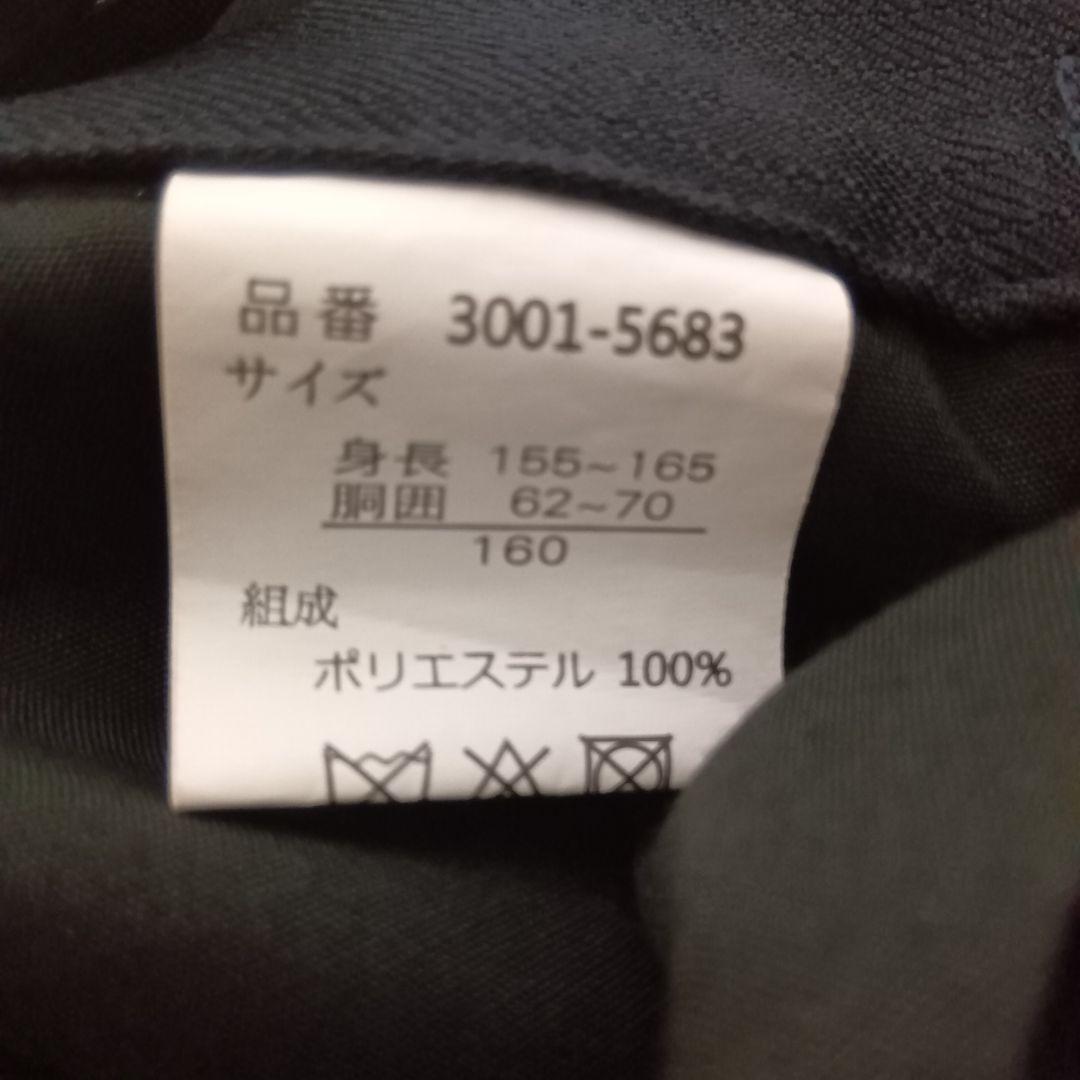 品番 3001-5683
サイズ
身長 155~165
胴囲 62~70
160
組成
ポリエステル 100%